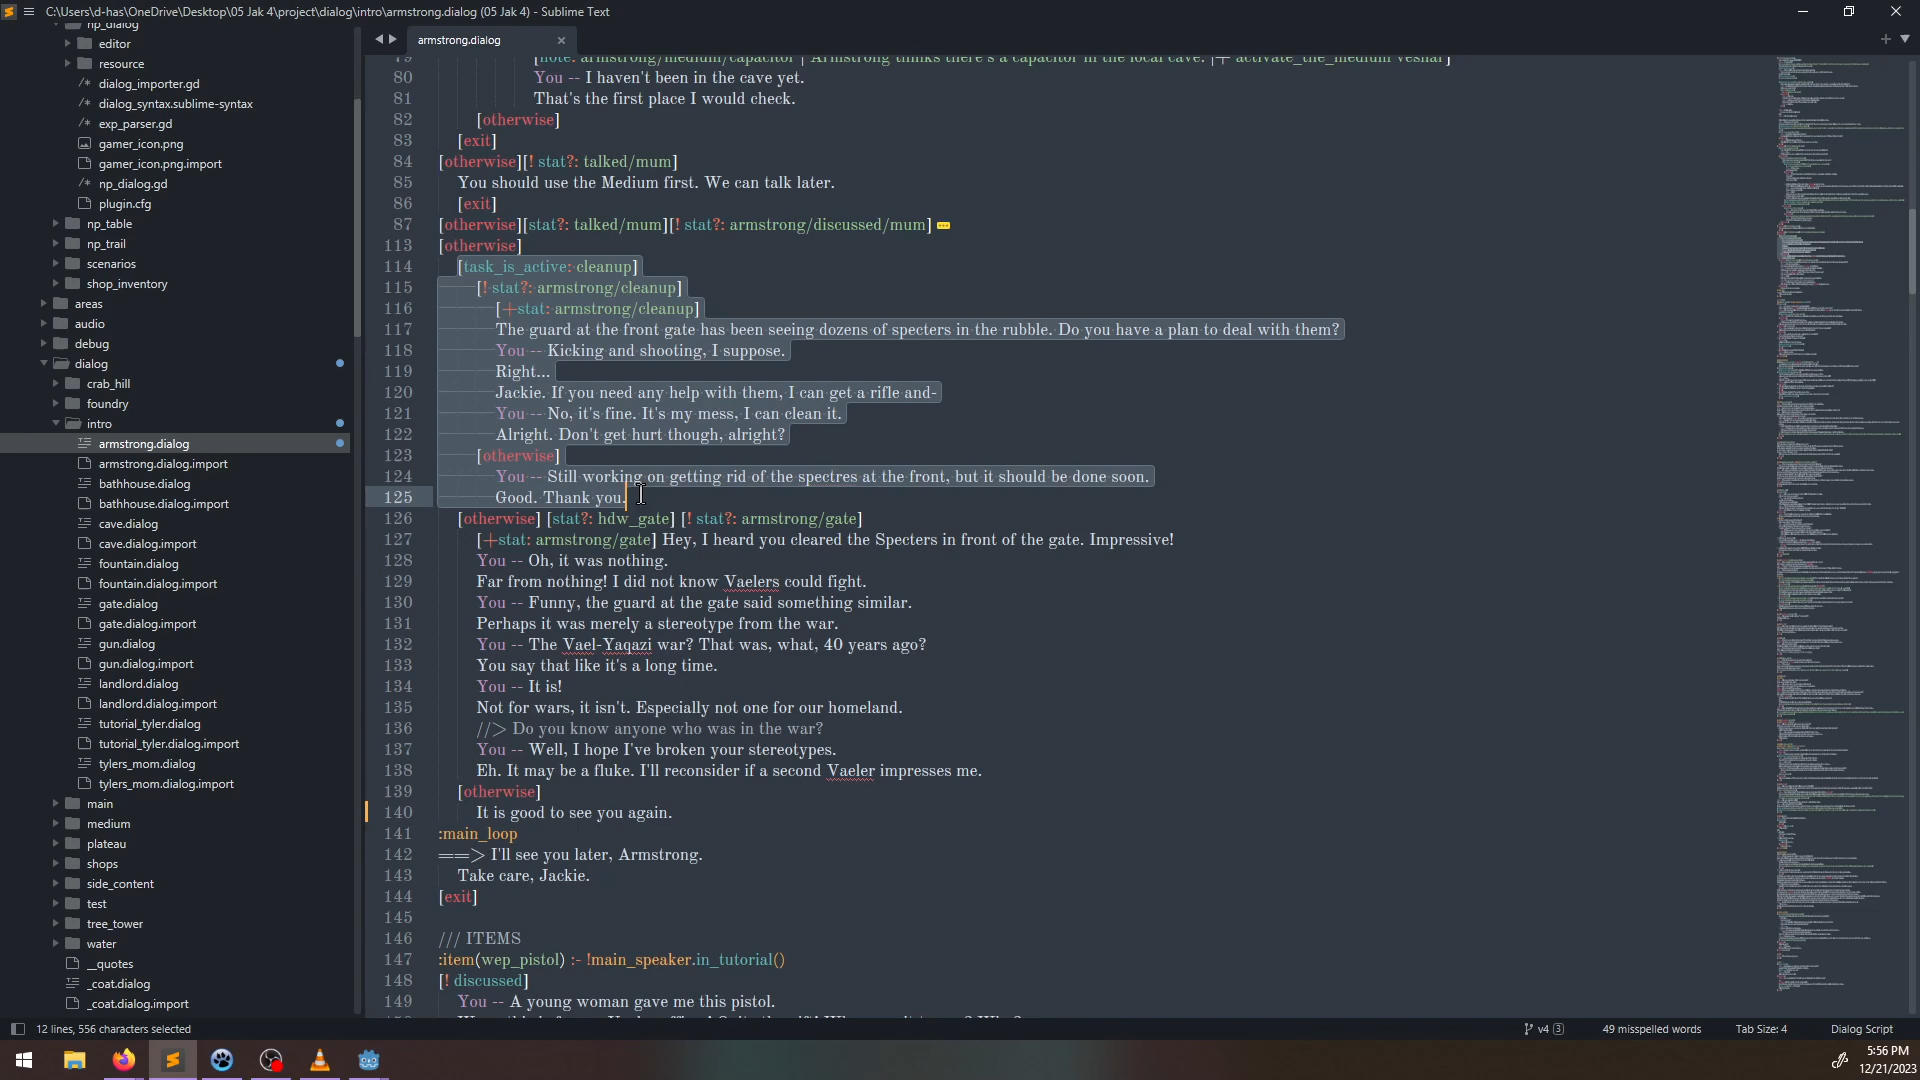 C:\Users\d-has\OneDrive\Desktop\05 Jak 4\project\dialog\intro\armstrong.dialog (05 Jak 4) - Sublime Text
np_dialog
editor
resource
dialog_importer.gd
dialog_syntax.sublime-syntax
exp_parser.gd
gamer_icon.png
gamer_icon.png.import
np_dialog.gd
plugin.cfg
np_table
np_trail
scenarios
shop_inventory
areas
audio
debug
dialog
crab_hill
foundry
intro
armstrong.dialog
armstrong.dialog.import
bathhouse.dialog
bathhouse.dialog.import
cave.dialog
cave.dialog.import
fountain.dialog
fountain.dialog.import
gate.dialog
gate.dialog.import
gun.dialog
gun.dialog.import
landlord.dialog
landlord.dialog.import
tutorial_tyler.dialog
tutorial_tyler.dialog.import
tylers_mom.dialog
tylers_mom.dialog.import
main
medium
plateau
shops
side_content
test
tree_tower
water
__quotes
_coat.dialog
_coat.dialog.import
armstrong.dialog
79 [note: armstrong/medium/capacitor | Armstrong thinks there's a capacitor in the local cave. |+ activate_the_medium veshar]
80 You -- I haven't been in the cave yet.
81 That's the first place I would check.
82 [otherwise]
83 [exit]
84 [otherwise][! stat?: talked/mum]
85 You should use the Medium first. We can talk later.
86 [exit]
87 [otherwise][stat?: talked/mum][! stat?: armstrong/discussed/mum]
113 [otherwise]
114 [task_is_active: cleanup]
115 [! stat?: armstrong/cleanup]
116 [+stat: armstrong/cleanup]
117 The guard at the front gate has been seeing dozens of specters in the rubble. Do you have a plan to deal with them?
118 You -- Kicking and shooting, I suppose.
119 Right...
120 Jackie. If you need any help with them, I can get a rifle and-
121 You -- No, it's fine. It's my mess, I can clean it.
122 Alright. Don't get hurt though, alright?
123 [otherwise]
124 You -- Still working on getting rid of the spectres at the front, but it should be done soon.
125 Good. Thank you.
126 [otherwise] [stat?: hdw_gate] [! stat?: armstrong/gate]
127 [+stat: armstrong/gate] Hey, I heard you cleared the Specters in front of the gate. Impressive!
128 You -- Oh, it was nothing.
129 Far from nothing! I did not know Vaelers could fight.
130 You -- Funny, the guard at the gate said something similar.
131 Perhaps it was merely a stereotype from the war.
132 You -- The Vael-Yaqazi war? That was, what, 40 years ago?
133 You say that like it's a long time.
134 You -- It is!
135 Not for wars, it isn't. Especially not one for our homeland.
136 //> Do you know anyone who was in the war?
137 You -- Well, I hope I've broken your stereotypes.
138 Eh. It may be a fluke. I'll reconsider if a second Vaeler impresses me.
139 [otherwise]
140 It is good to see you again.
141 :main_loop
142 ===> I'll see you later, Armstrong.
143 Take care, Jackie.
144 [exit]
145
146 /// ITEMS
147 :item(wep_pistol) :- !main_speaker.in_tutorial()
148 [! discussed]
149 You -- A young woman gave me this pistol.
12 lines, 556 characters selected
v4 3
49 misspelled words
Tab Size: 4
Dialog Script
5:56 PM
12/21/2023